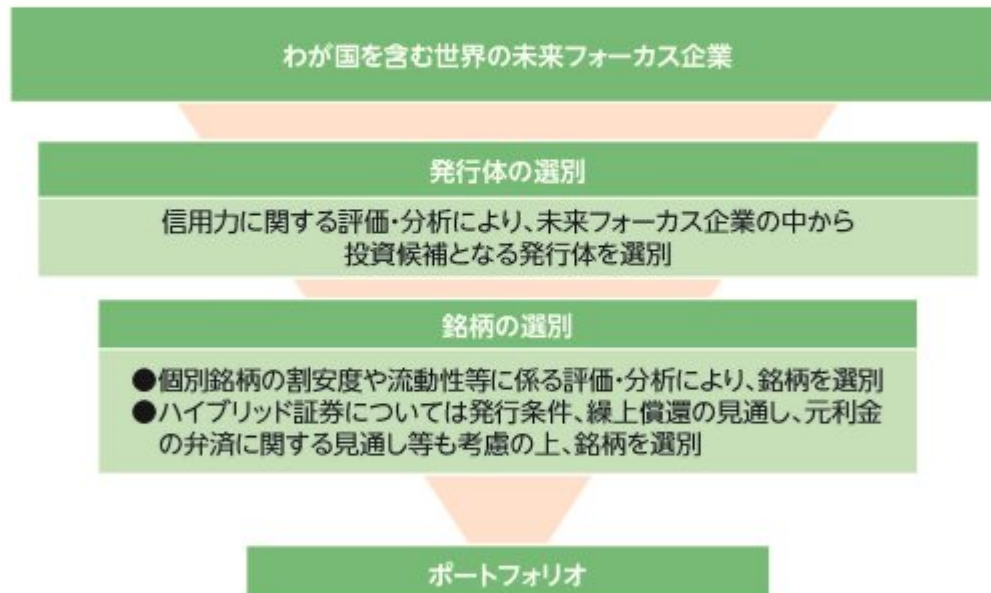 わが国を含む世界の未来フォーカス企業
発行体の選別
信用力に関する評価・分析により、未来フォーカス企業の中から
投資候補となる発行体を選別
銘柄の選別
●個別銘柄の割安度や流動性等に係る評価・分析により、銘柄を選別
●ハイブリッド証券については発行条件、繰上償還の見通し、元利金
の弁済に関する見通し等も考慮の上、銘柄を選別
ポートフォリオ